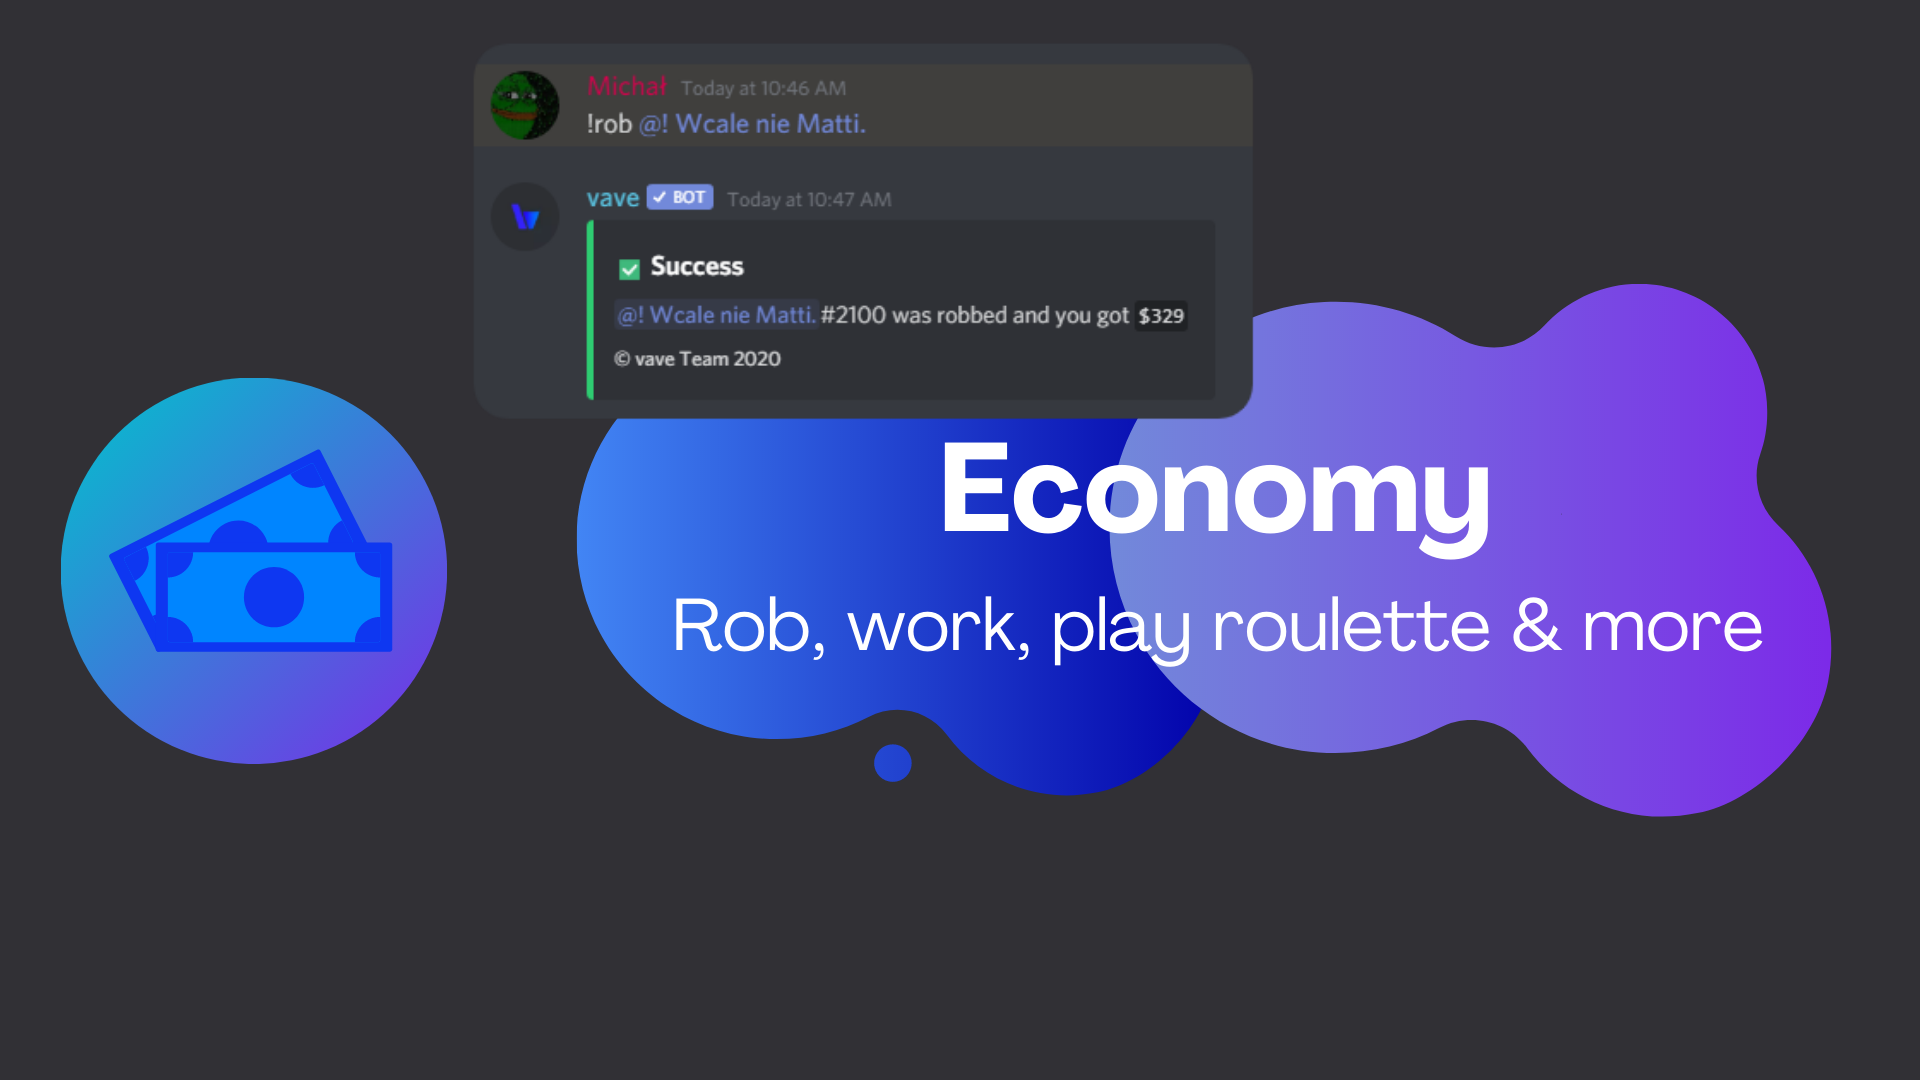 Michał Today at 10:46 AM
!rob @! Wcale nie Matti.
vave ✓ BOT Today at 10:47 AM
✅ Success
@! Wcale nie Matti.#2100 was robbed and you got $329
© vave Team 2020
Economy
Rob, work, play roulette & more